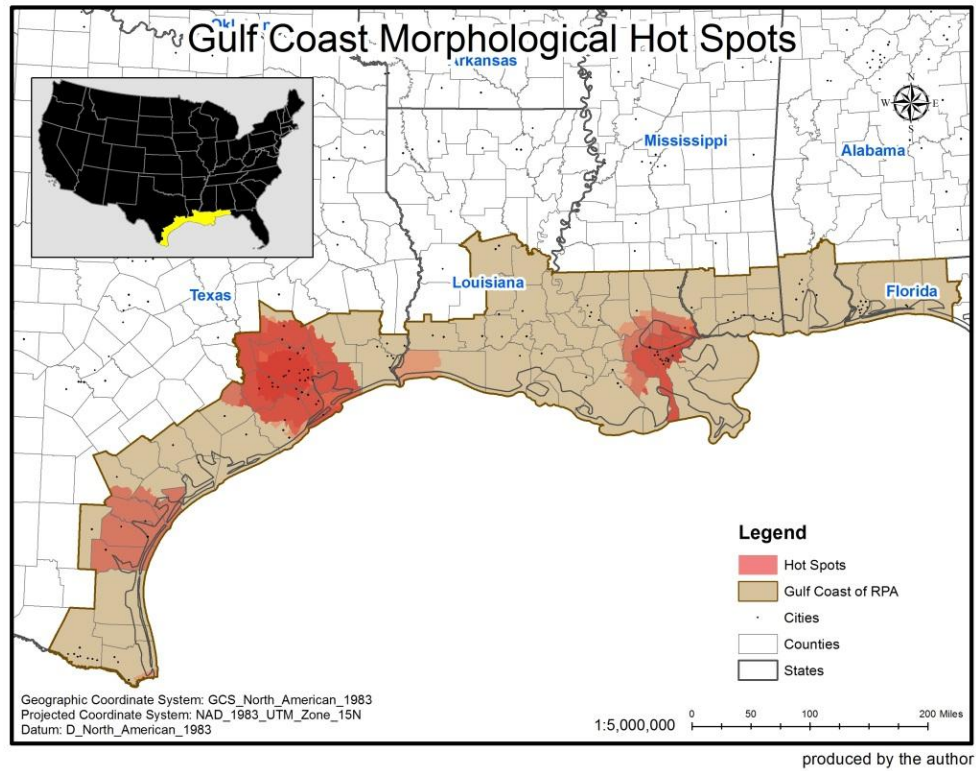 Oklahoma
Gulf Coast Morphological Hot Spots
Arkansas
N
W E
S
Mississippi
Alabama
Texas
Louisiana
Florida
Legend
Hot Spots
Gulf Coast of RPA
Cities
Counties
States
Geographic Coordinate System: GCS_North_American_1983
Projected Coordinate System: NAD_1983_UTM_Zone_15N
Datum: D_North_American_1983
1:5,000,000
0 50 100 200 Miles
produced by the author